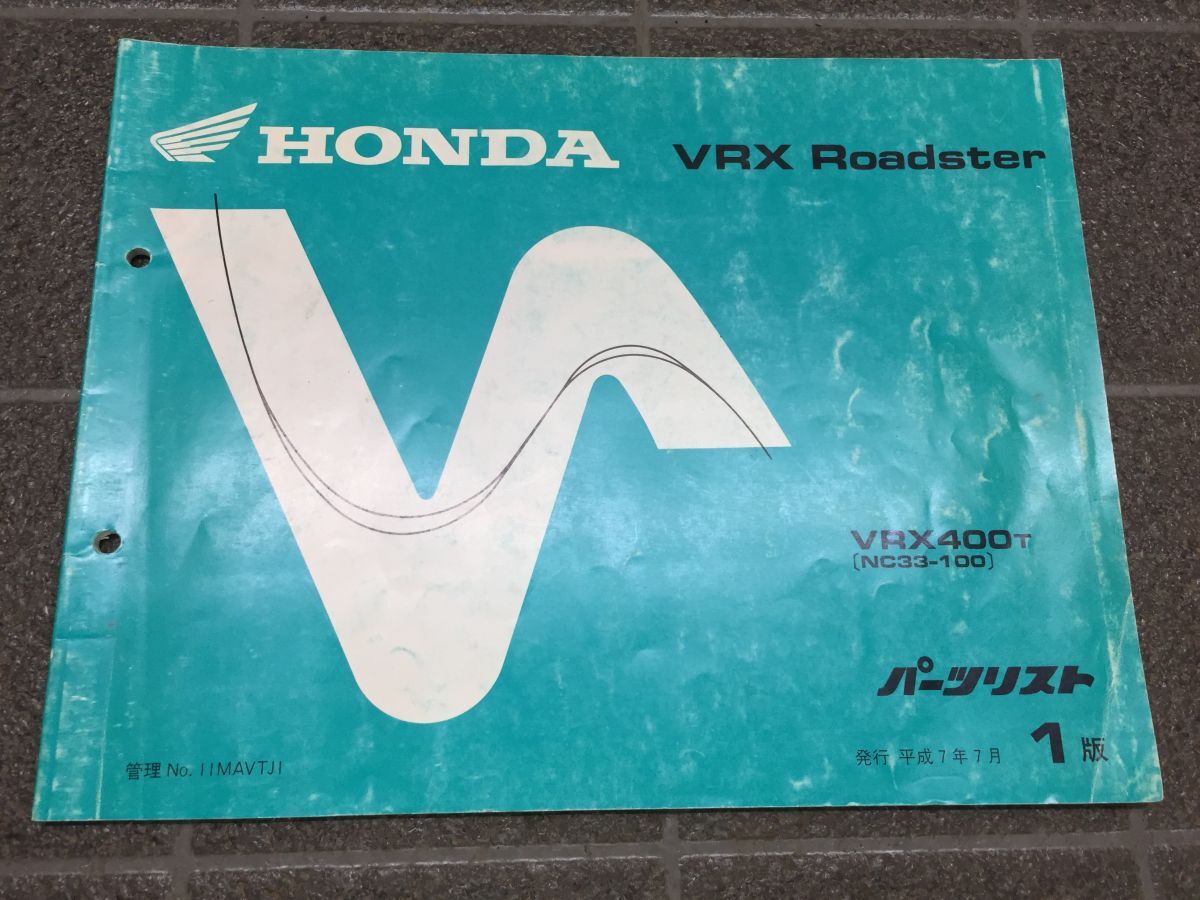 HONDA
VRX Roadster
VRX400T
〔NC33-100〕
パーツリスト
発行 平成7年7月 1版
管理 No. 11MAVTJ1